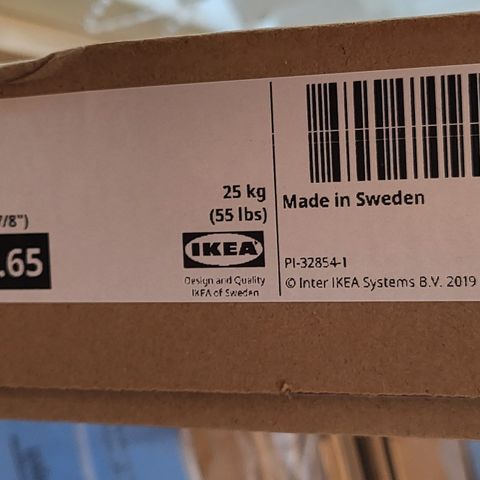 7/8")
.65
25 kg
(55 lbs)
IKEA
Design and Quality
IKEA of Sweden
Made in Sweden
PI-32854-1
© Inter IKEA Systems B.V. 2019